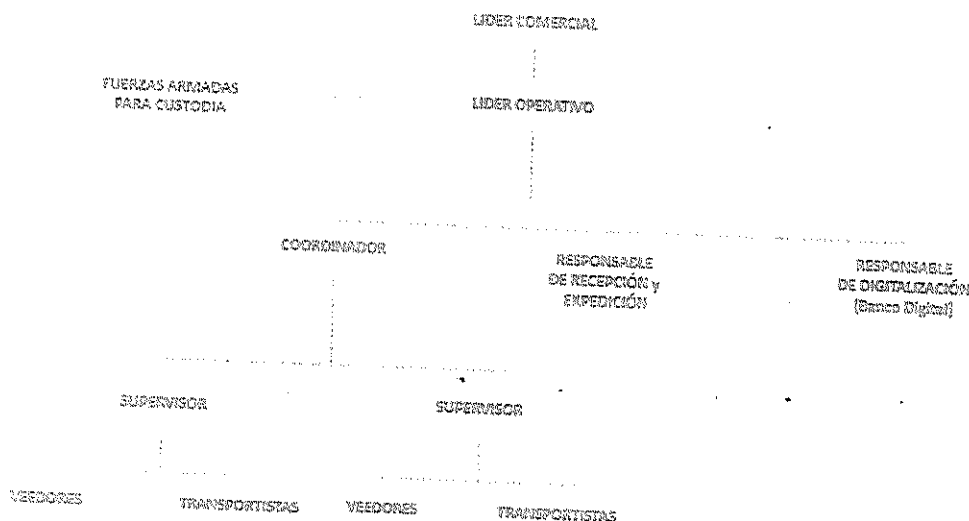 LIDER COMERCIAL
FUERZAS ARMADAS
PARA CUSTODIA
LIDER OPERATIVO
COORDINADOR
RESPONSABLE
DE RECEPCIÓN y
EXPEDICIÓN
RESPONSABLE
DE DIGITALIZACIÓN
(Banco Digital)
SUPERVISOR
SUPERVISOR
VEEDORES
TRANSPORTISTAS
VEEDORES
TRANSPORTISTAS